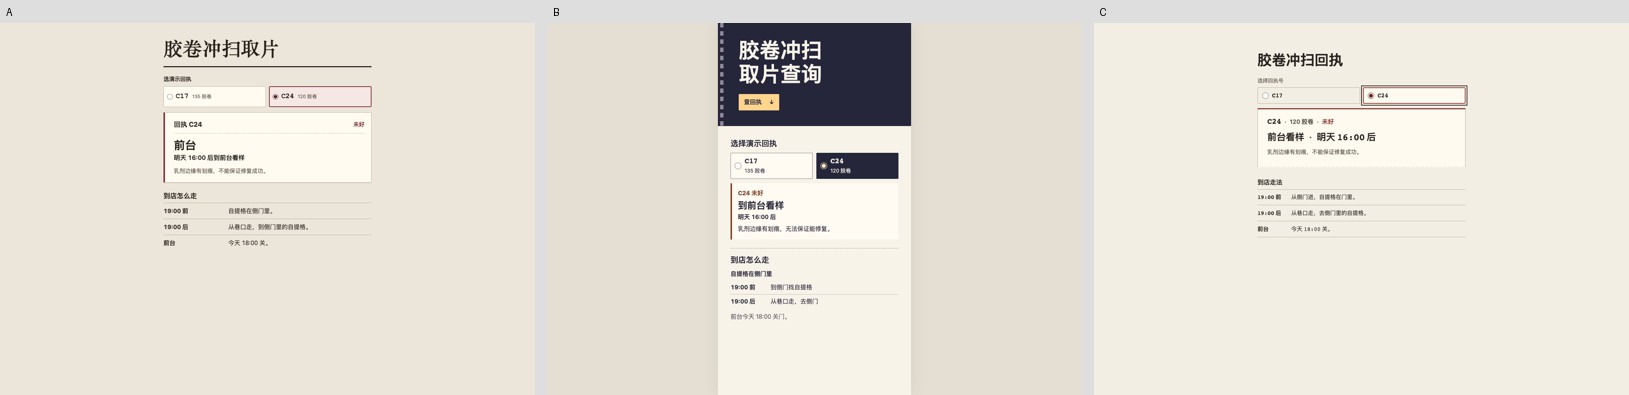 A
胶卷冲扫取片
选演示回执
C17 135 胶卷
C24 120 胶卷
回执 C24 未好
前台
明天 16:00 后到前台看样
乳剂边缘有划痕，不能保证修复成功。
到店怎么走
19:00 前 自提格在侧门里。
19:00 后 从巷口走，到侧门里的自提格。
前台 今天 18:00 关。
B
胶卷冲扫
取片查询
查回执 ↓
选择演示回执
C17
135 胶卷
C24
120 胶卷
C24 未好
到前台看样
明天 16:00 后
乳剂边缘有划痕，无法保证能修复。
到店怎么走
自提格在侧门里
19:00 前 到侧门找自提格
19:00 后 从巷口走，去侧门
前台今天 18:00 关门。
C
胶卷冲扫回执
选择回执号
C17
C24
C24 · 120 胶卷 · 未好
前台看样 · 明天 16:00 后
乳剂边缘有划痕，不能保证修复成功。
到店走法
19:00 前 从侧门进，自提格在侧门里。
19:00 后 从巷口走，去侧门里的自提格。
前台 今天 18:00 关。